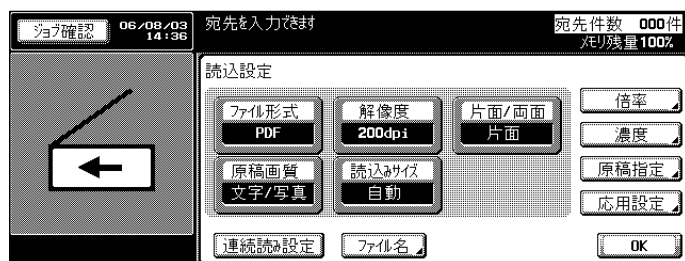 ジョブ確認
06/08/03
14:36
宛先を入力できます
宛先件数 000件
メモリ残量100%
読込設定
ファイル形式
PDF
解像度
200dpi
片面/両面
片面
倍率
濃度
原稿画質
文字/写真
読込みサイズ
自動
原稿指定
応用設定
連続読み設定
ファイル名
OK